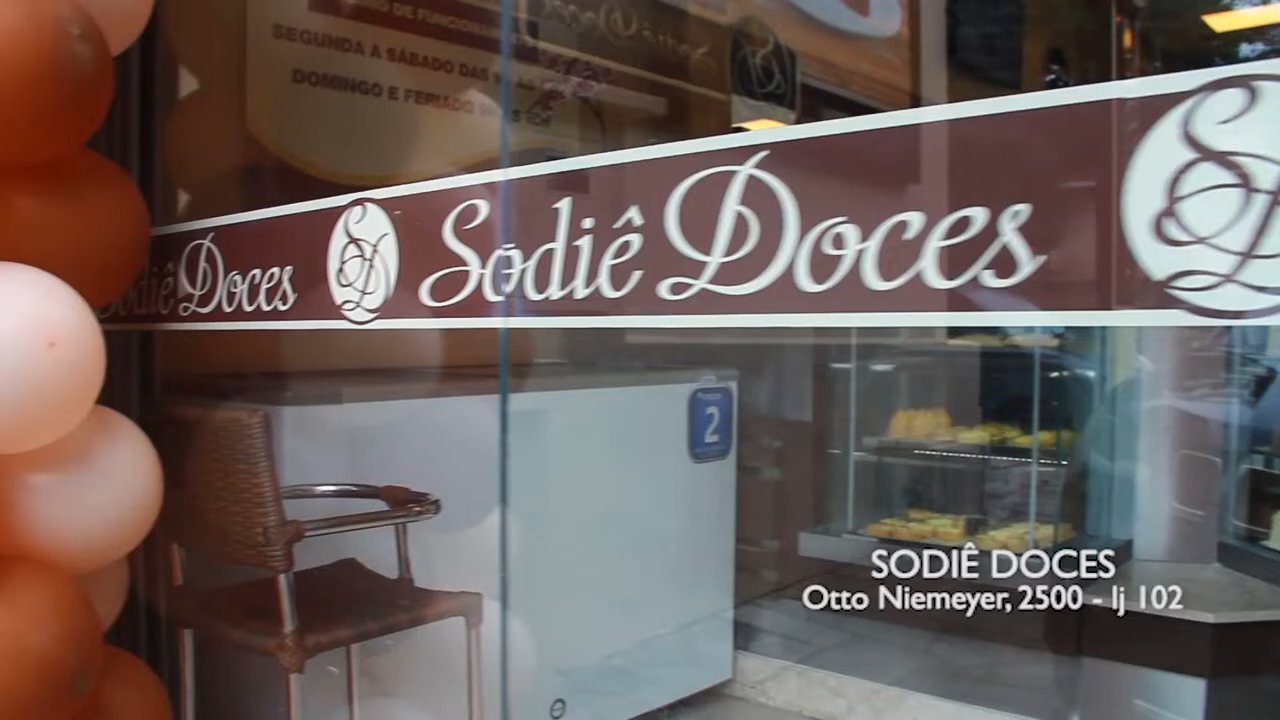 SEGUNDA A SÁBADO DAS
DOMINGO E FERIADO
Sodiê Doces
Sodiê Doces
2
SODIÊ DOCES
Otto Niemeyer, 2500 - lj 102